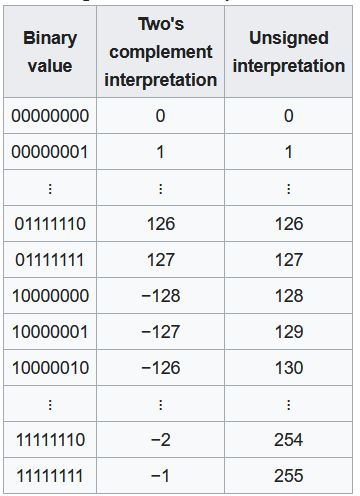 Binary value | Two's complement interpretation | Unsigned interpretation
00000000 | 0 | 0
00000001 | 1 | 1
⋮ | ⋮ | ⋮
01111110 | 126 | 126
01111111 | 127 | 127
10000000 | −128 | 128
10000001 | −127 | 129
10000010 | −126 | 130
⋮ | ⋮ | ⋮
11111110 | −2 | 254
11111111 | −1 | 255